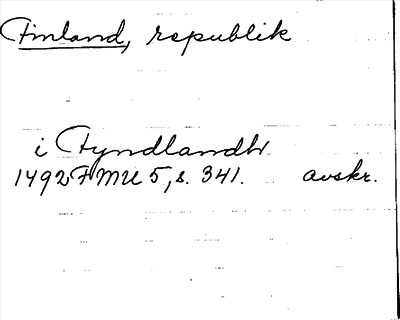 Finland, republik
i Fyndlandh
1492 FMU 5, s. 341. avskr.